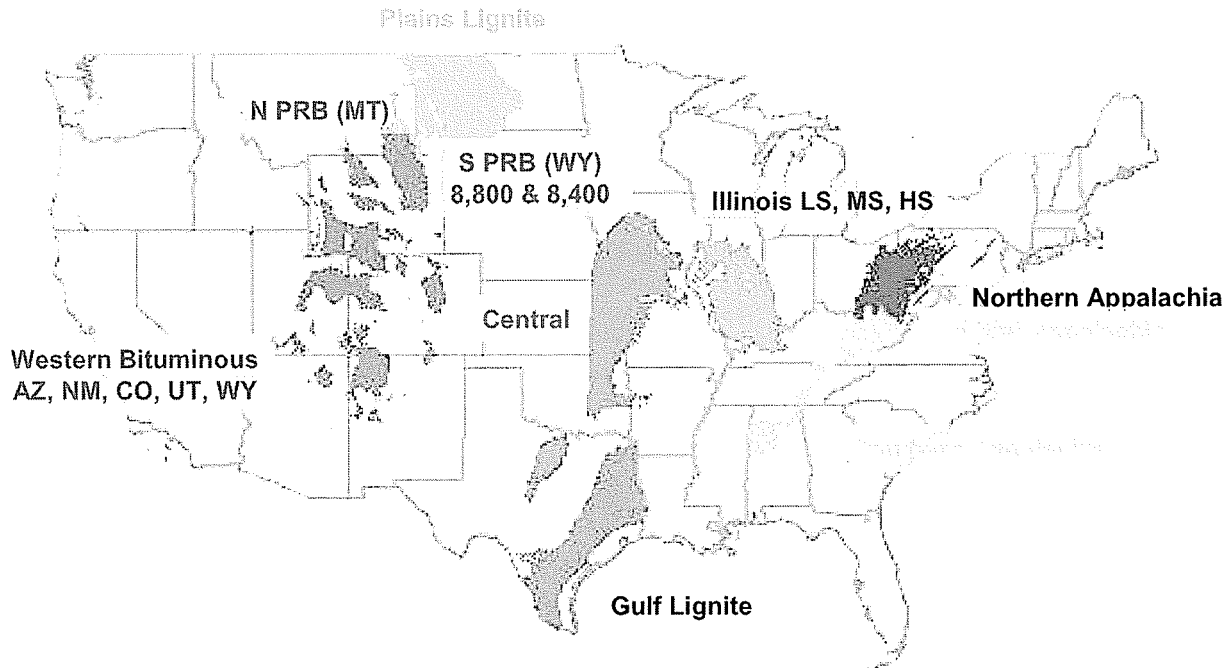 Plains Lignite
N PRB (MT)
S PRB (WY)
8,800 & 8,400
Illinois LS, MS, HS
Northern Appalachia
Central
Western Bituminous
AZ, NM, CO, UT, WY
Gulf Lignite